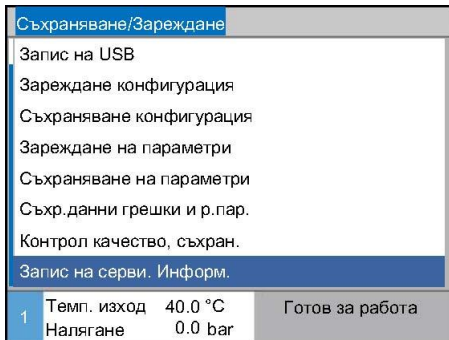 Съхраняване/Зареждане
Запис на USB
Зареждане конфигурация
Съхраняване конфигурация
Зареждане на параметри
Съхраняване на параметри
Съхр.данни грешки и р.пар.
Контрол качество, съхран.
Запис на серви. Информ.
1 Темп. изход 40.0 °C Готов за работа
Налягане 0.0 bar